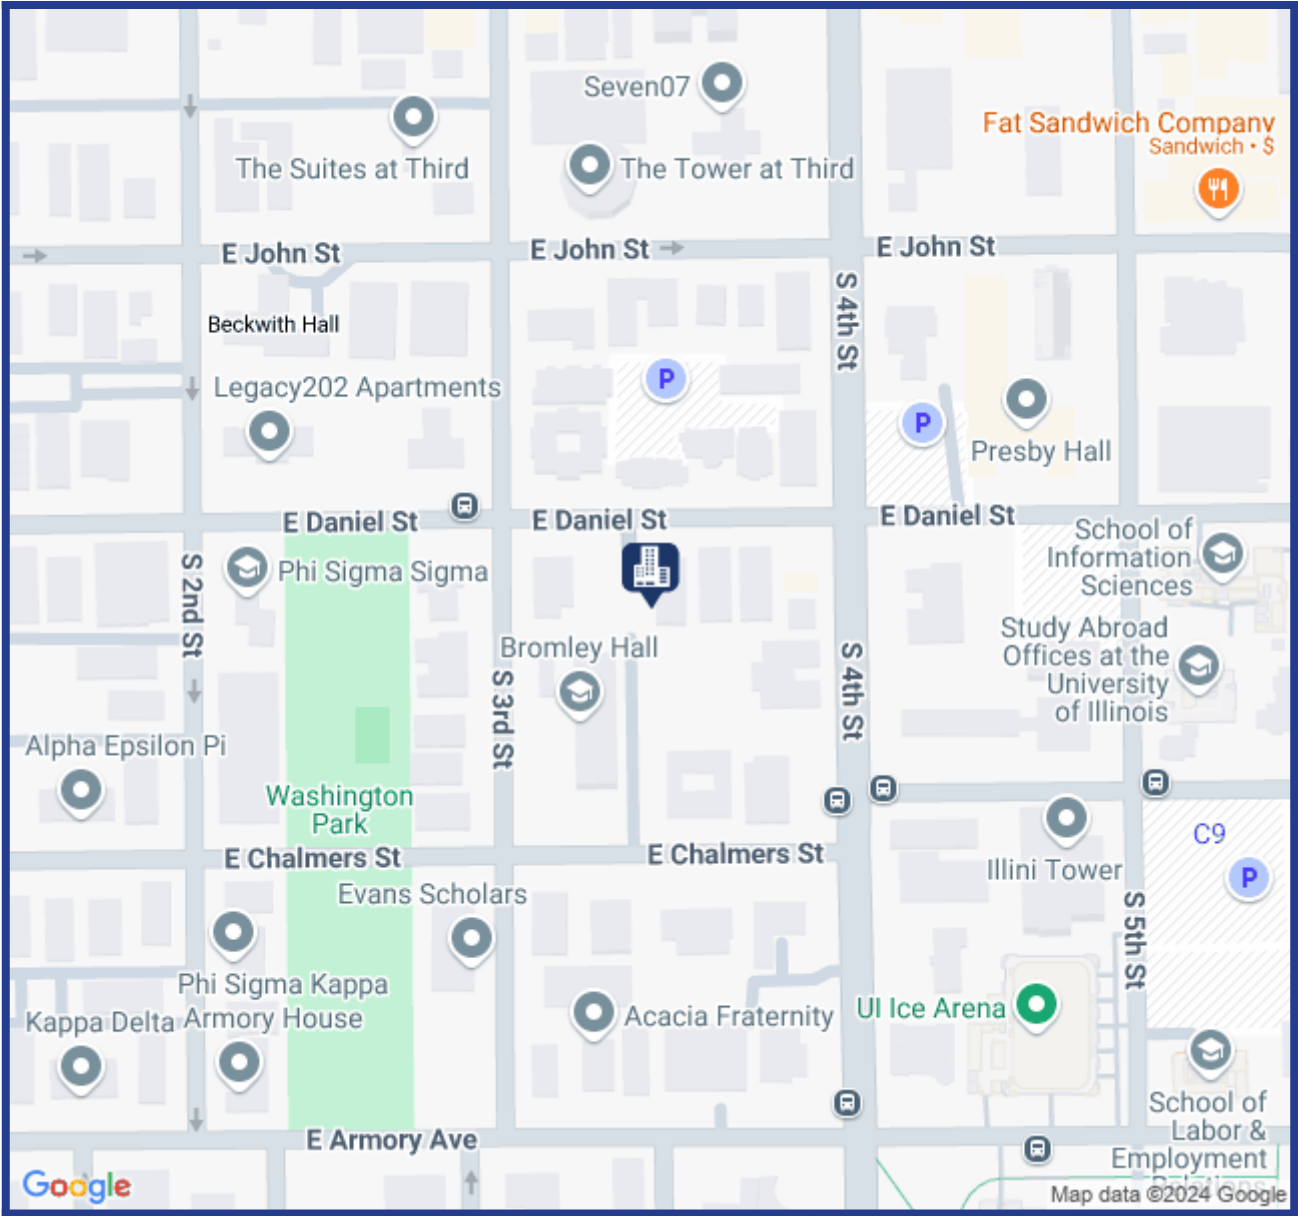 Seven07
Fat Sandwich Company
Sandwich • $
The Suites at Third
The Tower at Third
E John St
E John St
E John St
S 4th St
Beckwith Hall
P
Legacy202 Apartments
P
Presby Hall
E Daniel St
E Daniel St
E Daniel St
School of
Information
Sciences
S 2nd St
Phi Sigma Sigma
Bromley Hall
Study Abroad
Offices at the
University
of Illinois
S 3rd St
S 4th St
Alpha Epsilon Pi
Washington
Park
C9
P
E Chalmers St
E Chalmers St
Illini Tower
Evans Scholars
S 5th St
Phi Sigma Kappa
Kappa Delta
Armory House
Acacia Fraternity
UI Ice Arena
School of
Labor &
Employment
Relations
E Armory Ave
Google
Map data ©2024 Google